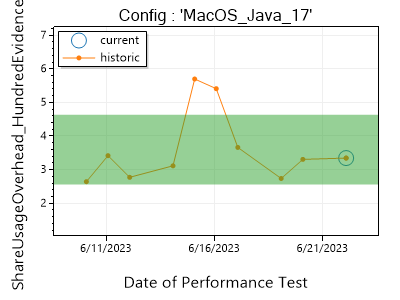 Config : 'MacOS_Java_17'
current
historic
ShareUsageOverhead_HundredEvidence
7
6
5
4
3
2
6/11/2023
6/16/2023
6/21/2023
Date of Performance Test